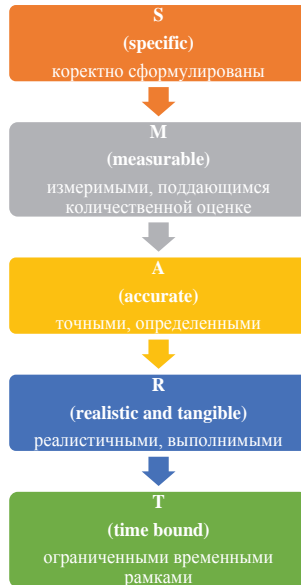 S
(specific)
коректно сформулированы
M
(measurable)
измеримыми, поддающимся
количественной оценке
A
(accurate)
точными, определенными
R
(realistic and tangible)
реалистичными, выполнимыми
T
(time bound)
ограниченными временными
рамками